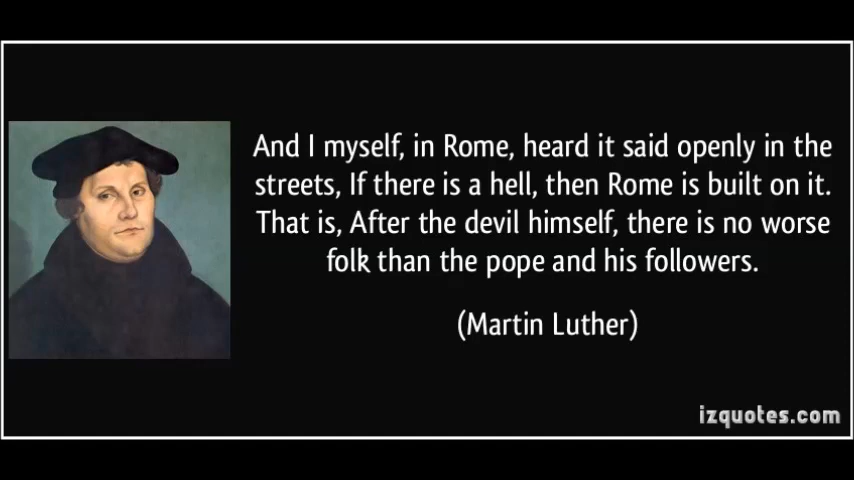 And I myself, in Rome, heard it said openly in the
streets, If there is a hell, then Rome is built on it.
That is, After the devil himself, there is no worse
folk than the pope and his followers.
(Martin Luther)
izquotes.com